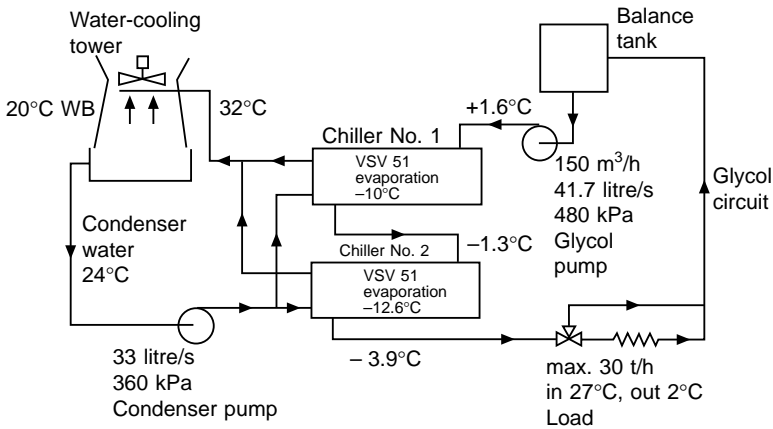 Water-cooling
tower
20°C WB
32°C
Balance
tank
+1.6°C
Chiller No. 1
VSV 51
evaporation
–10°C
150 m³/h
41.7 litre/s
480 kPa
Glycol
pump
Glycol
circuit
Condenser
water
24°C
–1.3°C
Chiller No. 2
VSV 51
evaporation
–12.6°C
– 3.9°C
33 litre/s
360 kPa
Condenser pump
max. 30 t/h
in 27°C, out 2°C
Load